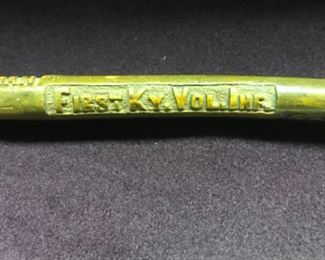 FIRST KY. VOL. INF.